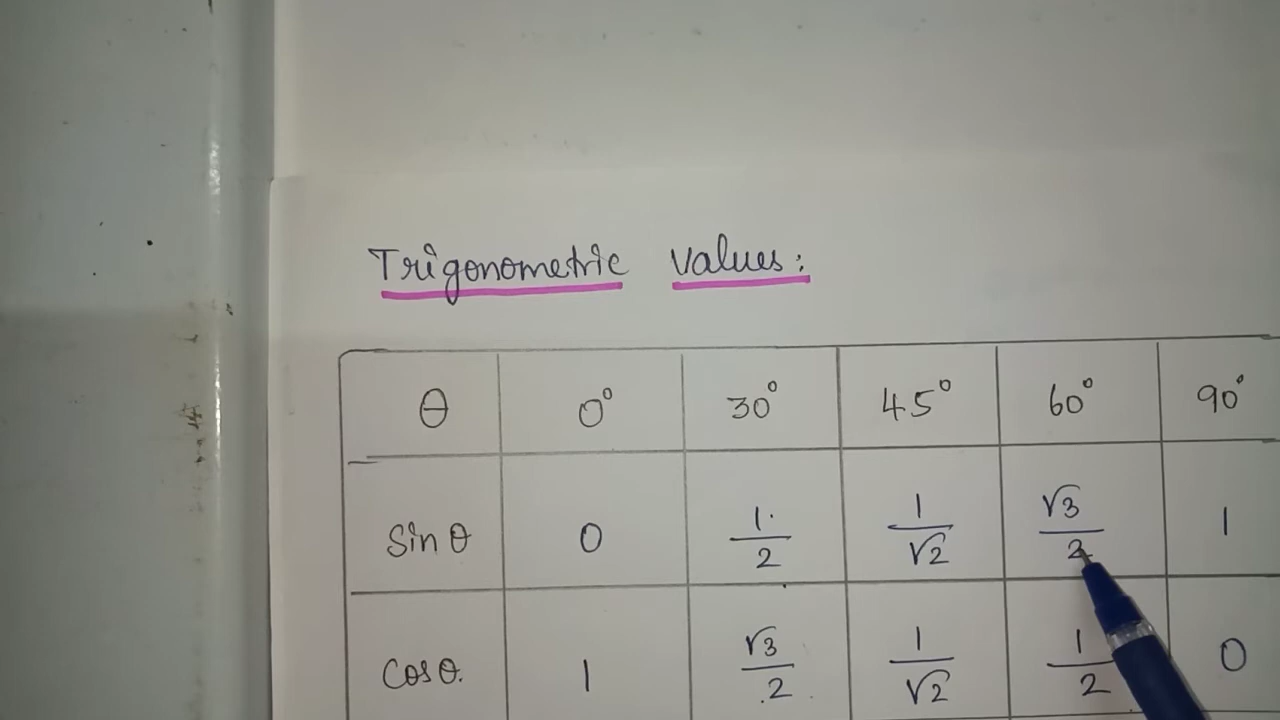 Trigonometric Values:
θ 0° 30° 45° 60° 90°
Sin θ 0 1/2 1/√2 √3/2 1
Cos θ. 1 √3/2 1/√2 1/2 0